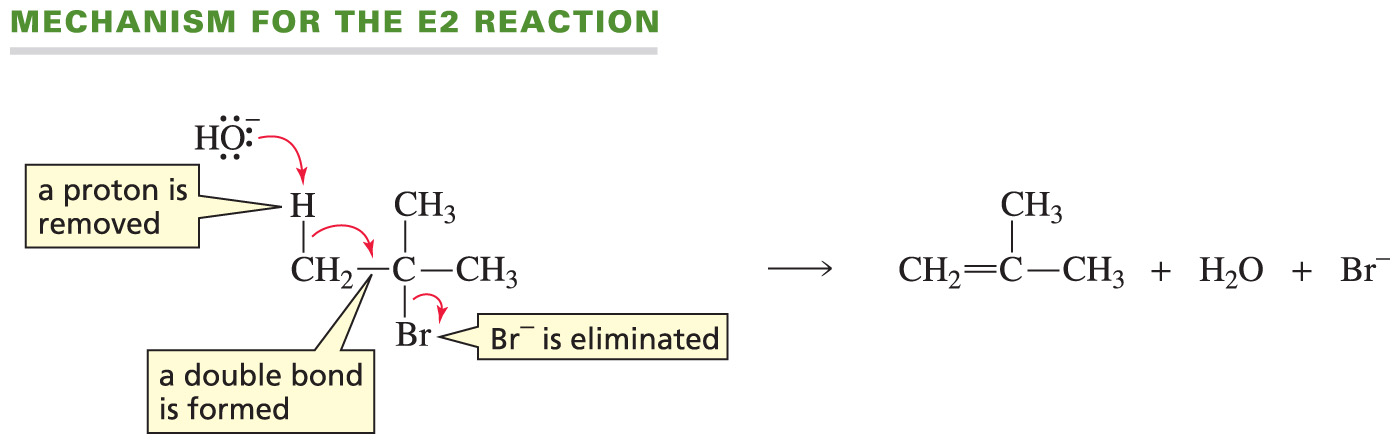 MECHANISM FOR THE E2 REACTION
HÖ:⁻
a proton is
removed
H
CH₃
CH₃
CH₂—C—CH₃
CH₂=C—CH₃ + H₂O + Br⁻
Br
Br⁻ is eliminated
a double bond
is formed